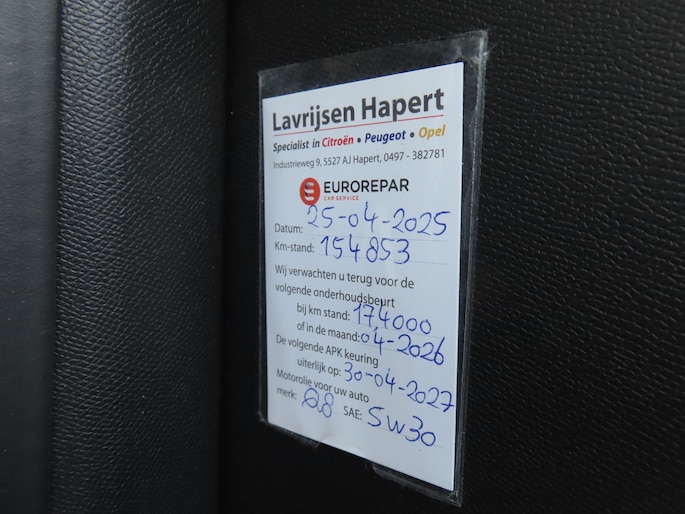 Lavrijsen Hapert
Specialist in Citroën • Peugeot • Opel
Industrieweg 9, 5527 AJ Hapert, 0497 - 382781
EUROREPAR
CAR SERVICE
Datum: 25-04-2025
Km-stand: 154853
Wij verwachten u terug voor de
volgende onderhoudsbeurt
bij km stand: 174000
of in de maand: 04-2026
De volgende APK keuring
uiterlijk op: 30-04-2027
Motorolie voor uw auto
merk: Q8 SAE: 5w30